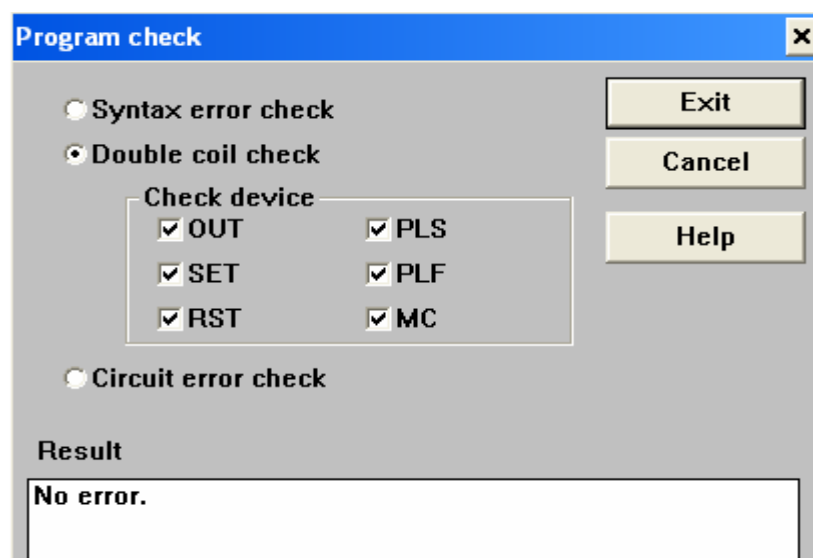 Program check
Syntax error check
Exit
Double coil check
Cancel
Check device
OUT PLS
Help
SET PLF
RST MC
Circuit error check
Result
No error.